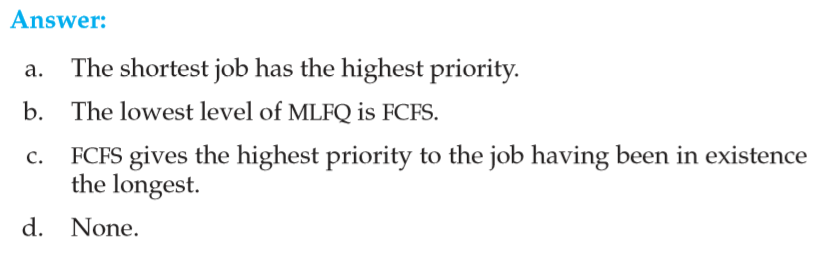 Answer:
a. The shortest job has the highest priority.
b. The lowest level of MLFQ is FCFS.
c. FCFS gives the highest priority to the job having been in existence
the longest.
d. None.